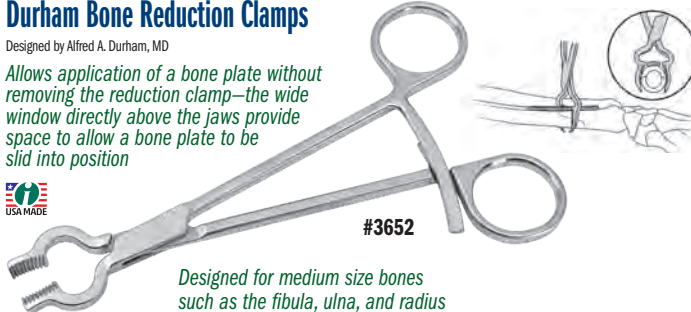 Durham Bone Reduction Clamps
Designed by Alfred A. Durham, MD
Allows application of a bone plate without
removing the reduction clamp—the wide
window directly above the jaws provide
space to allow a bone plate to be
slid into position
i
USA MADE
#3652
Designed for medium size bones
such as the fibula, ulna, and radius